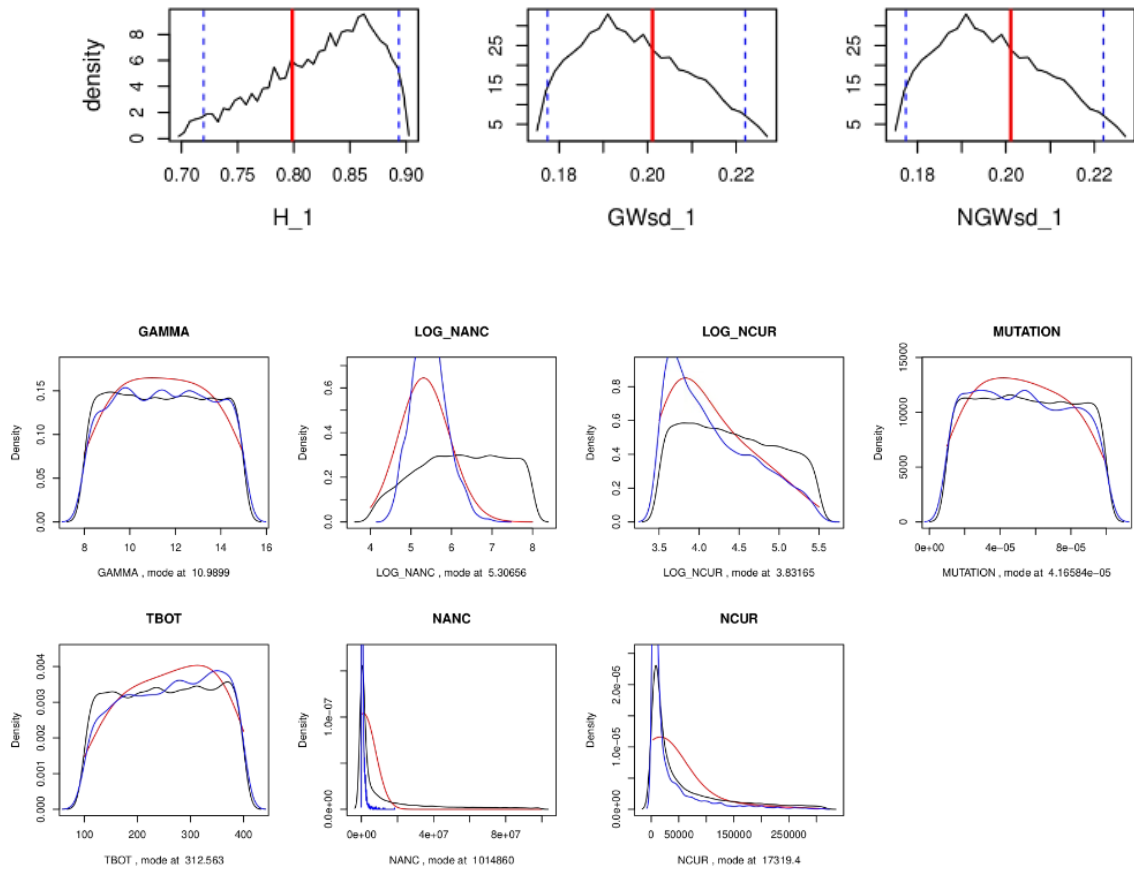 density
0 2 4 6 8
0.70 0.75 0.80 0.85 0.90
H_1
5 15 25
0.18 0.20 0.22
GWsd_1
5 15 25
0.18 0.20 0.22
NGWsd_1
GAMMA
Density
0.00 0.05 0.10 0.15
8 10 12 14 16
GAMMA , mode at 10.9899
LOG_NANC
Density
0.0 0.2 0.4 0.6
4 5 6 7 8
LOG_NANC , mode at 5.30656
LOG_NCUR
Density
0.0 0.2 0.4 0.6 0.8
3.5 4.0 4.5 5.0 5.5
LOG_NCUR , mode at 3.83165
MUTATION
Density
0 5000 10000 15000
0e+00 4e-05 8e-05
MUTATION , mode at 4.16584e-05
TBOT
Density
0.000 0.001 0.002 0.003 0.004
100 200 300 400
TBOT , mode at 312.563
NANC
Density
0.0e+00 1.0e-07
0e+00 4e+07 8e+07
NANC , mode at 1014860
NCUR
Density
0.0e+00 1.0e-05 2.0e-05
0 50000 150000 250000
NCUR , mode at 17319.4